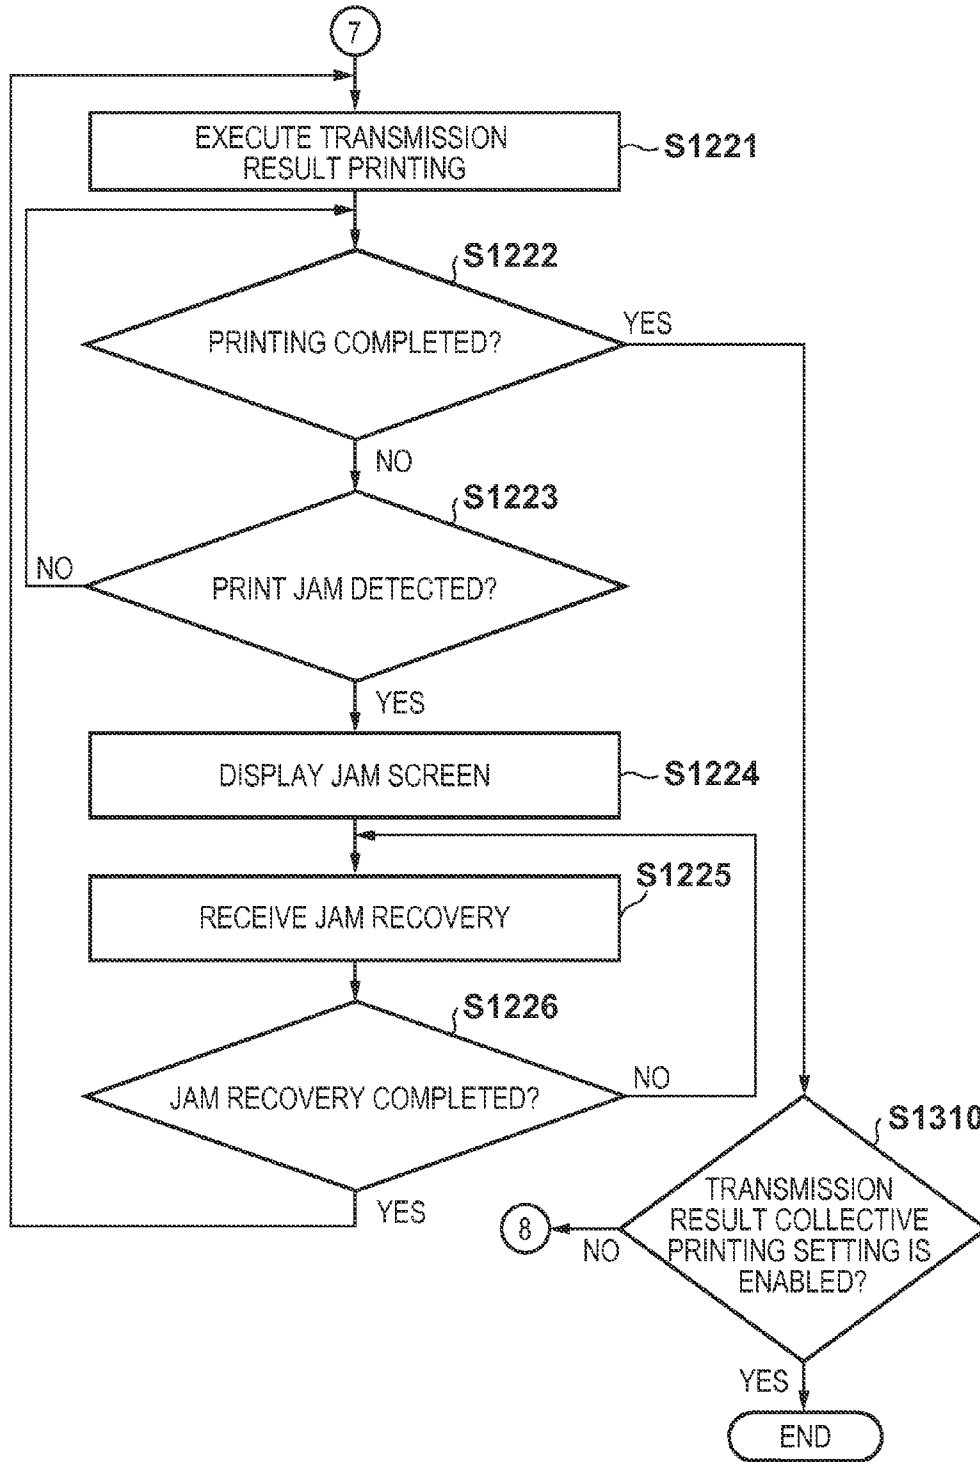 7
EXECUTE TRANSMISSION
RESULT PRINTING
S1221
S1222
PRINTING COMPLETED?
YES
NO
S1223
NO
PRINT JAM DETECTED?
YES
DISPLAY JAM SCREEN
S1224
S1225
RECEIVE JAM RECOVERY
S1226
JAM RECOVERY COMPLETED?
NO
YES
S1310
TRANSMISSION
RESULT COLLECTIVE
PRINTING SETTING IS
ENABLED?
8
NO
YES
END